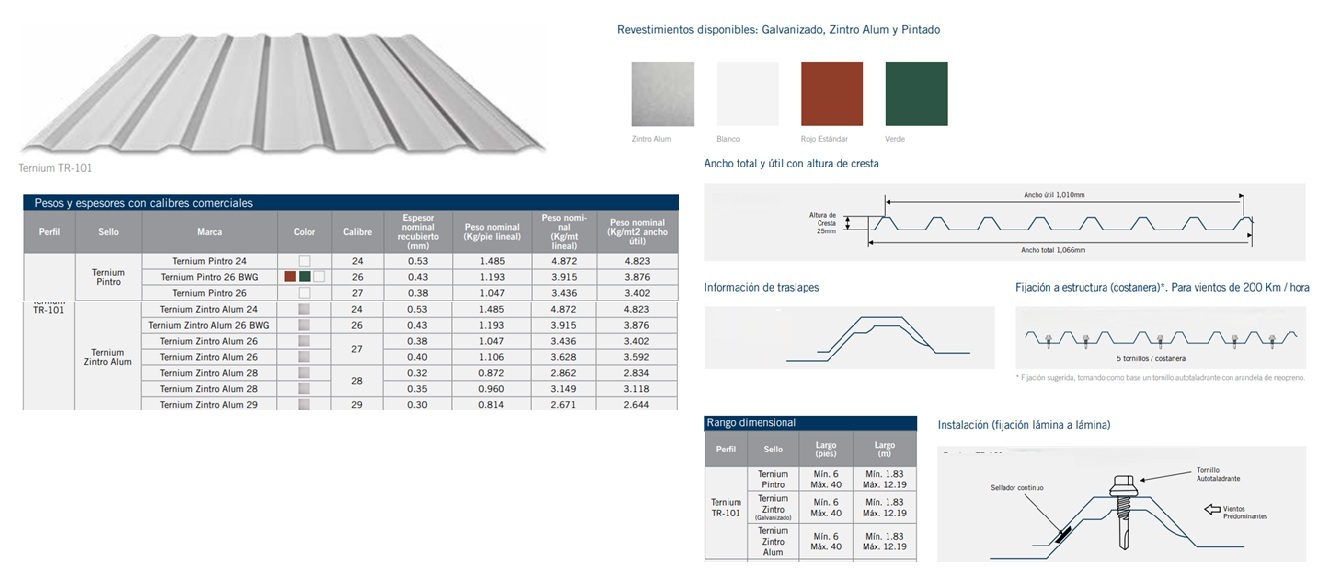 Ternium TR-101
Pesos y espesores con calibres comerciales
Perfil Sello Marca Color Calibre Espesor nominal recubierto (mm) Peso nominal (Kg/pie lineal) Peso nomi-nal (Kg/mt lineal) Peso nominal (Kg/mt2 ancho útil)
TR-101
Ternium Pintro
Ternium Pintro 24 24 0.53 1.485 4.872 4.823
Ternium Pintro 26 BWG 26 0.43 1.193 3.915 3.876
Ternium Pintro 26 27 0.38 1.047 3.436 3.402
Ternium Zintro Alum
Ternium Zintro Alum 24 24 0.53 1.485 4.872 4.823
Ternium Zintro Alum 26 BWG 26 0.43 1.193 3.915 3.876
Ternium Zintro Alum 26 27 0.38 1.047 3.436 3.402
Ternium Zintro Alum 26 0.40 1.106 3.628 3.592
Ternium Zintro Alum 28 28 0.32 0.872 2.862 2.834
Ternium Zintro Alum 28 0.35 0.960 3.149 3.118
Ternium Zintro Alum 29 29 0.30 0.814 2.671 2.644
Revestimientos disponibles: Galvanizado, Zintro Alum y Pintado
Zintro Alum Blanco Rojo Estándar Verde
Ancho total y útil con altura de cresta
Ancho útil 1,010mm
Altura de
Cresta
25mm
Ancho total 1,066mm
Información de traslapes
Fijación a estructura (costanera)*. Para vientos de 200 Km / hora
5 tornillos / costanera
* Fijación sugerida, tomando como base un tornillo autotaladrante con arandela de neopreno.
Rango dimensional
Perfil Sello Largo (pies) Largo (m)
Ternium TR-101
Ternium Pintro Mín. 6 Máx. 40 Mín. 1.83 Máx. 12.19
Ternium Zintro (Galvanizado) Mín. 6 Máx. 40 Mín. 1.83 Máx. 12.19
Ternium Zintro Alum Mín. 6 Máx. 40 Mín. 1.83 Máx. 12.19
Instalación (fijación lámina a lámina)
Sellador continuo
Tornillo
Autotaladrante
Vientos
Predominantes